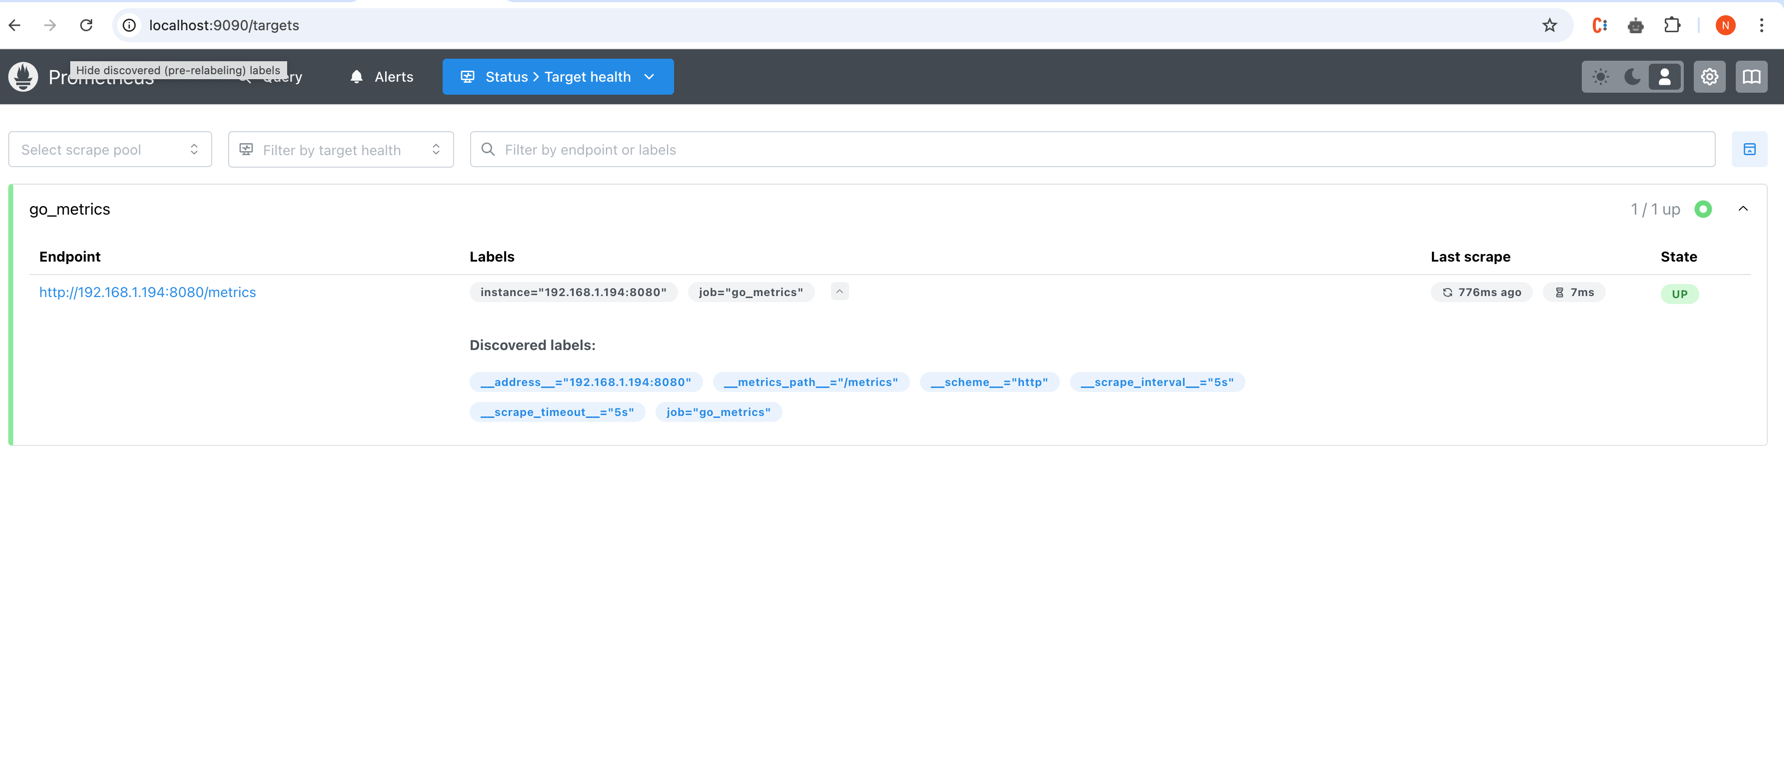 localhost:9090/targets
N
Hide discovered (pre-relabeling) labels
Prometheus
Query
Alerts
Status > Target health
Select scrape pool
Filter by target health
Filter by endpoint or labels
go_metrics
1 / 1 up
Endpoint Labels Last scrape State
http://192.168.1.194:8080/metrics instance="192.168.1.194:8080" job="go_metrics" 776ms ago 7ms UP
Discovered labels:
__address__="192.168.1.194:8080" __metrics_path__="/metrics" __scheme__="http" __scrape_interval__="5s"
__scrape_timeout__="5s" job="go_metrics"